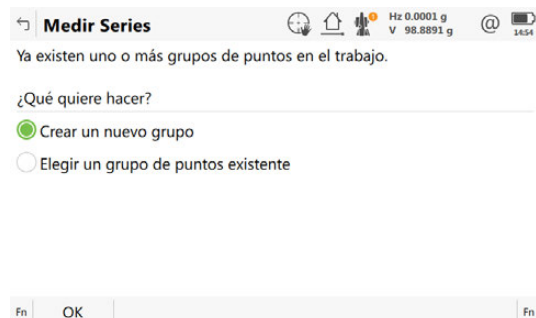 Medir Series
Hz 0.0001 g
V 98.8891 g
@
14:54
Ya existen uno o más grupos de puntos en el trabajo.
¿Qué quiere hacer?
Crear un nuevo grupo
Elegir un grupo de puntos existente
Fn OK Fn